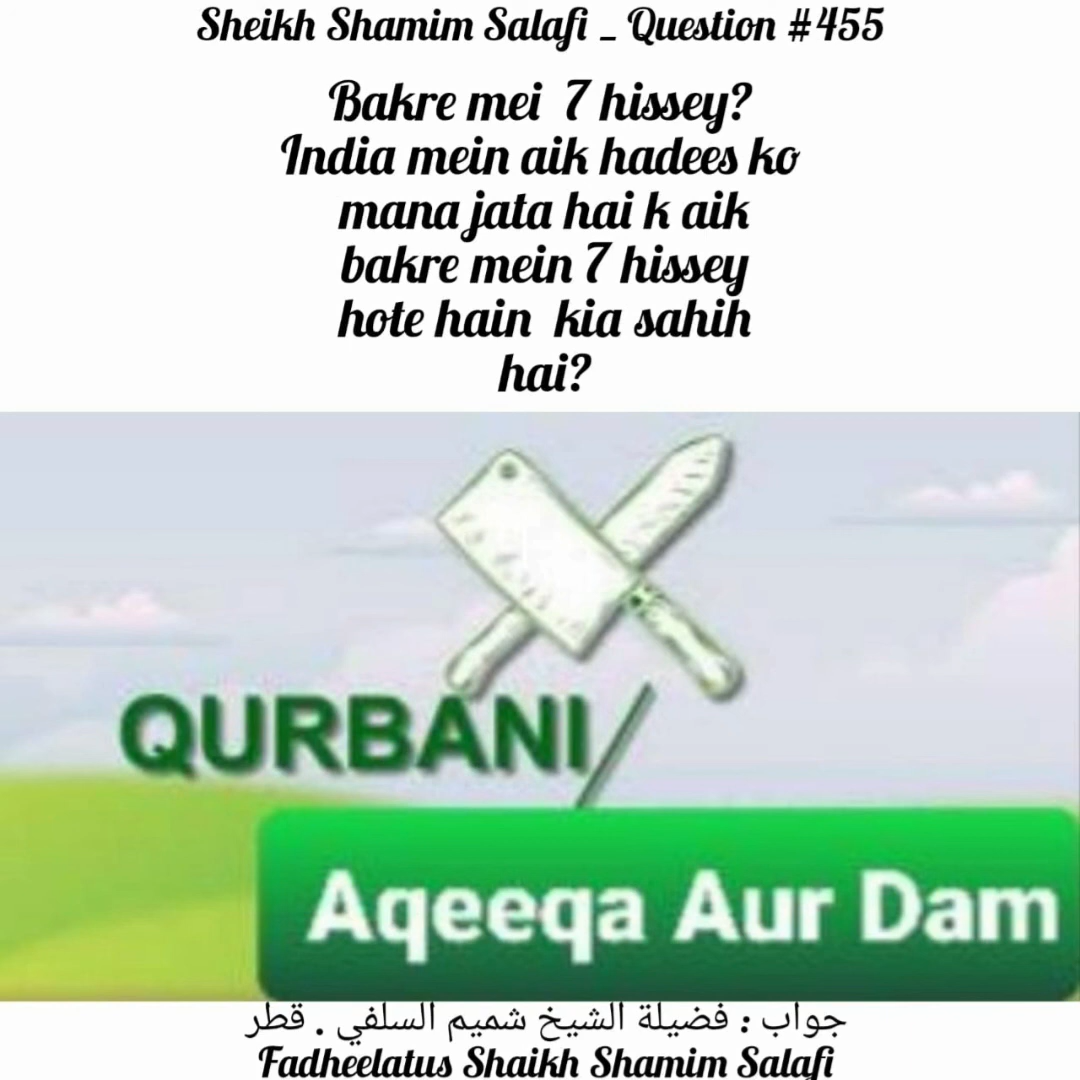 Sheikh Shamim Salafi _ Question #455
Bakre mei 7 hissey?
India mein aik hadees ko
mana jata hai k aik
bakre mein 7 hissey
hote hain kia sahih
hai?
QURBANI/
Aqeeqa Aur Dam
جواب : فضيلة الشيخ شميم السلفي . قطر
Fadheelatus Shaikh Shamim Salafi